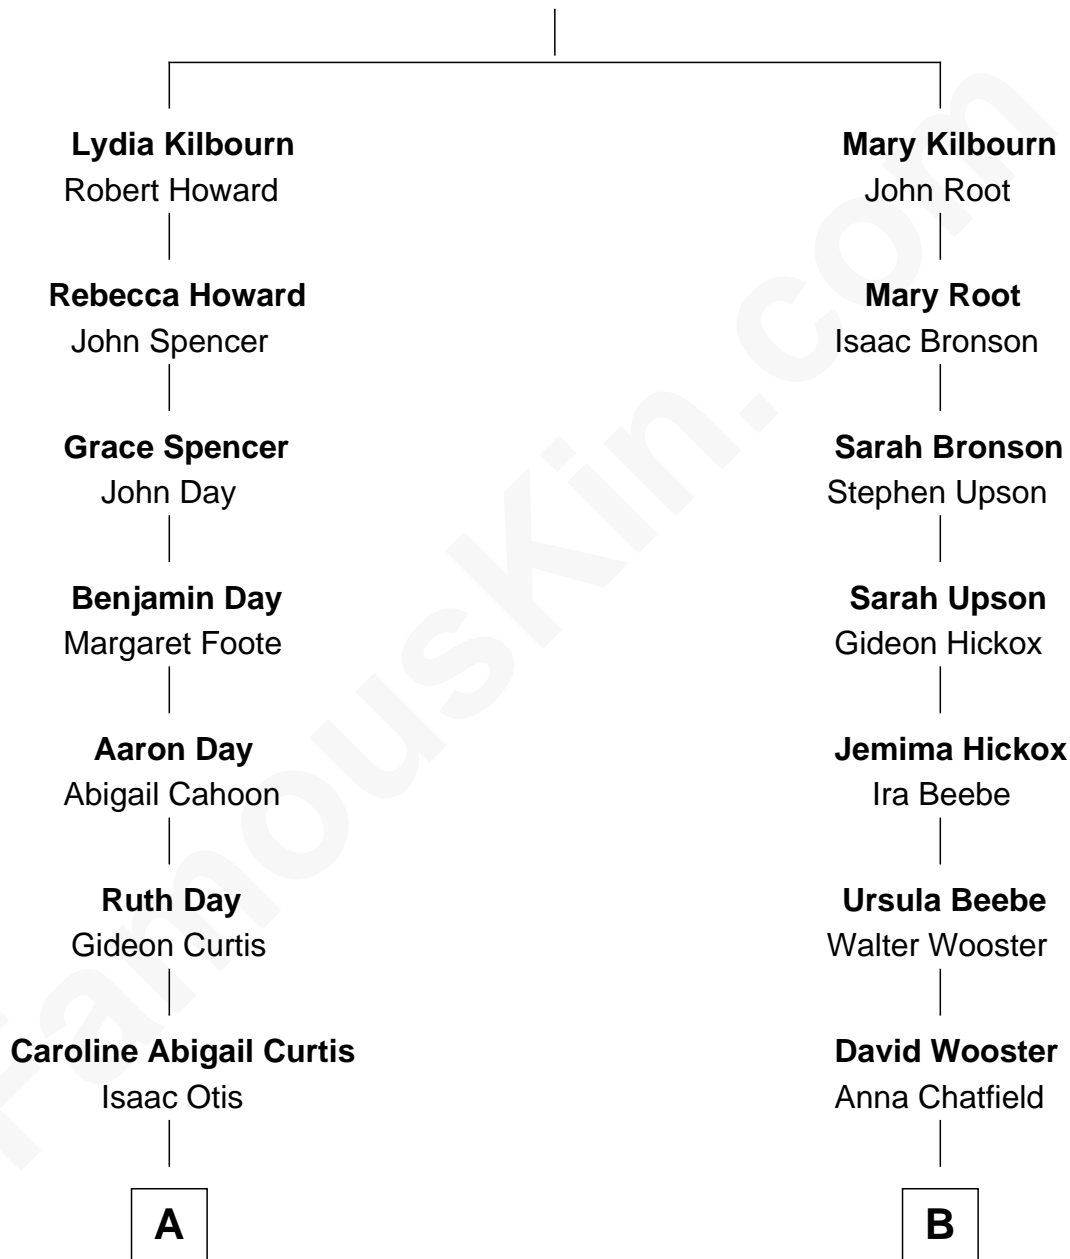 Lydia Kilbourn
Robert Howard
Rebecca Howard
John Spencer
Grace Spencer
John Day
Benjamin Day
Margaret Foote
Aaron Day
Abigail Cahoon
Ruth Day
Gideon Curtis
Caroline Abigail Curtis
Isaac Otis
A
Mary Kilbourn
John Root
Mary Root
Isaac Bronson
Sarah Bronson
Stephen Upson
Sarah Upson
Gideon Hickox
Jemima Hickox
Ira Beebe
Ursula Beebe
Walter Wooster
David Wooster
Anna Chatfield
B
FamousKin.com